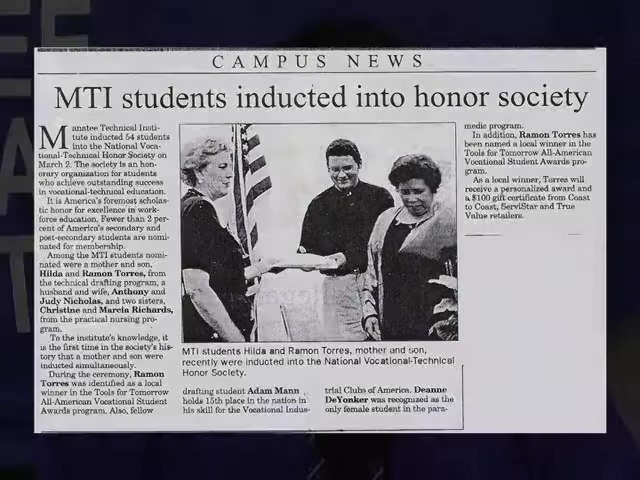 CAMPUS NEWS
MTI students inducted into honor society
Manatee Technical Insti-
tute inducted 54 students
into the National Voca-
tional-Technical Honor Society on
March 2. The society is an hon-
orary organization for students
who achieve outstanding success
in vocational-technical education.
It is America's foremost scholas-
tic honor for excellence in work-
force education. Fewer than 2 per-
cent of America's secondary and
post-secondary students are nomi-
nated for membership.
Among the MTI students nomi-
nated were a mother and son,
Hilda and Ramon Torres, from
the technical drafting program, a
husband and wife, Anthony and
Judy Nicholas, and two sisters,
Christine and Marcia Richards,
from the practical nursing pro-
gram.
To the institute's knowledge, it
is the first time in the society's his-
tory that a mother and son were
inducted simultaneously.
During the ceremony, Ramon
Torres was identified as a local
winner in the Tools for Tomorrow
All-American Vocational Student
Awards program. Also, fellow
MTI students Hilda and Ramon Torres, mother and son,
recently were inducted into the National Vocational-Technical
Honor Society.
drafting student Adam Mann
holds 15th place in the nation in
his skill for the Vocational Indus-
trial Clubs of America. Deanne
DeYonker was recognized as the
only female student in the para-
medic program.
In addition, Ramon Torres has
been named a local winner in the
Tools for Tomorrow All-American
Vocational Student Awards pro-
gram.
As a local winner, Torres will
receive a personalized award and
a $100 gift certificate from Coast
to Coast, ServiStar and True
Value retailers.